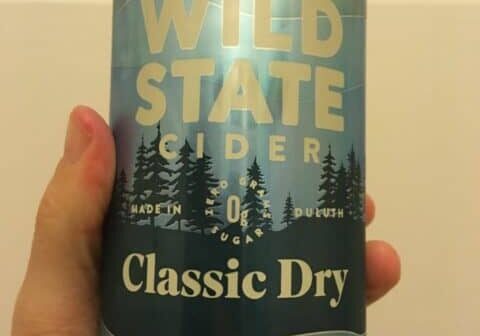 WILD
STATE
CIDER
ZERO GRAMS
MADE IN 0g DULUTH
SUGAR
Classic Dry